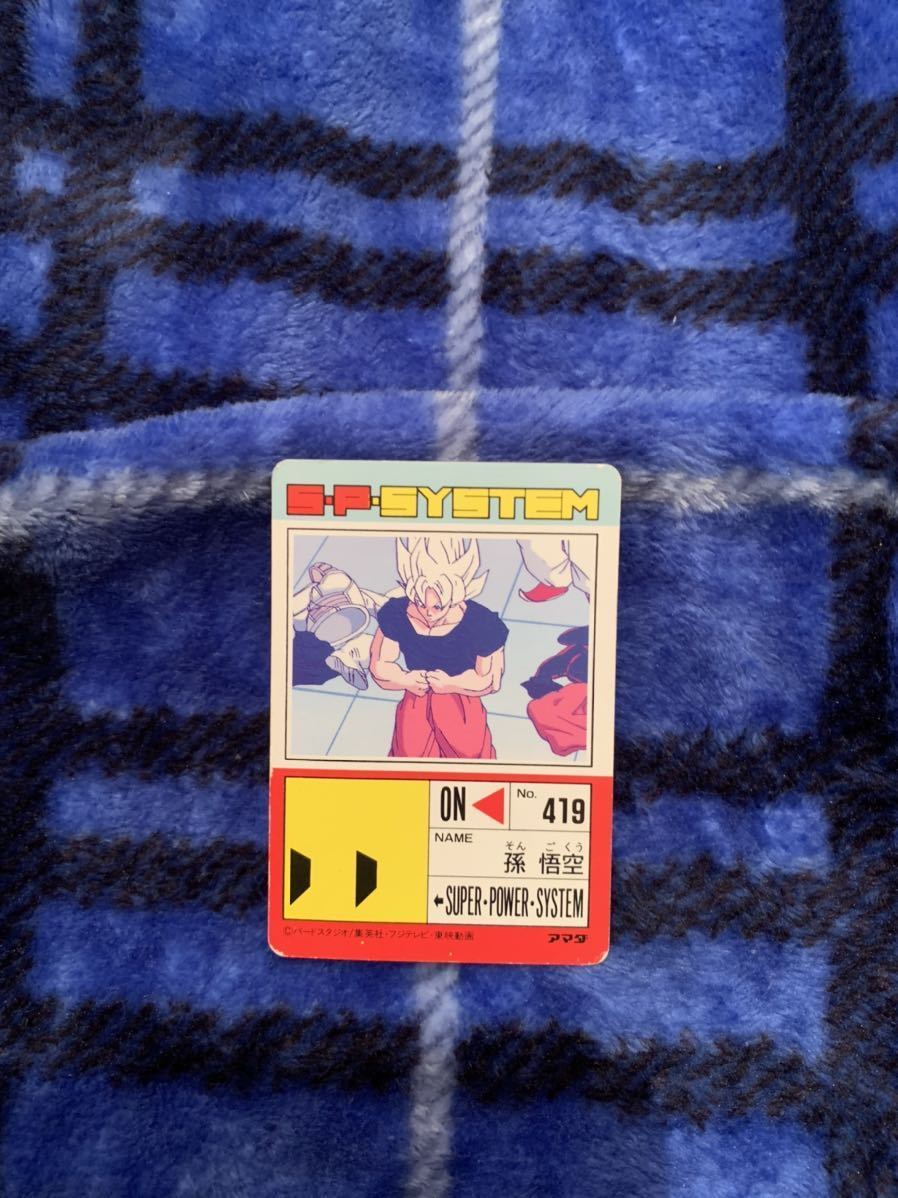 S·P·SYSTEM
ON
No. 419
NAME
そん ご くう
孫 悟空
←SUPER·POWER·SYSTEM
©バードスタジオ/集英社・フジテレビ・東映動画
アマダ